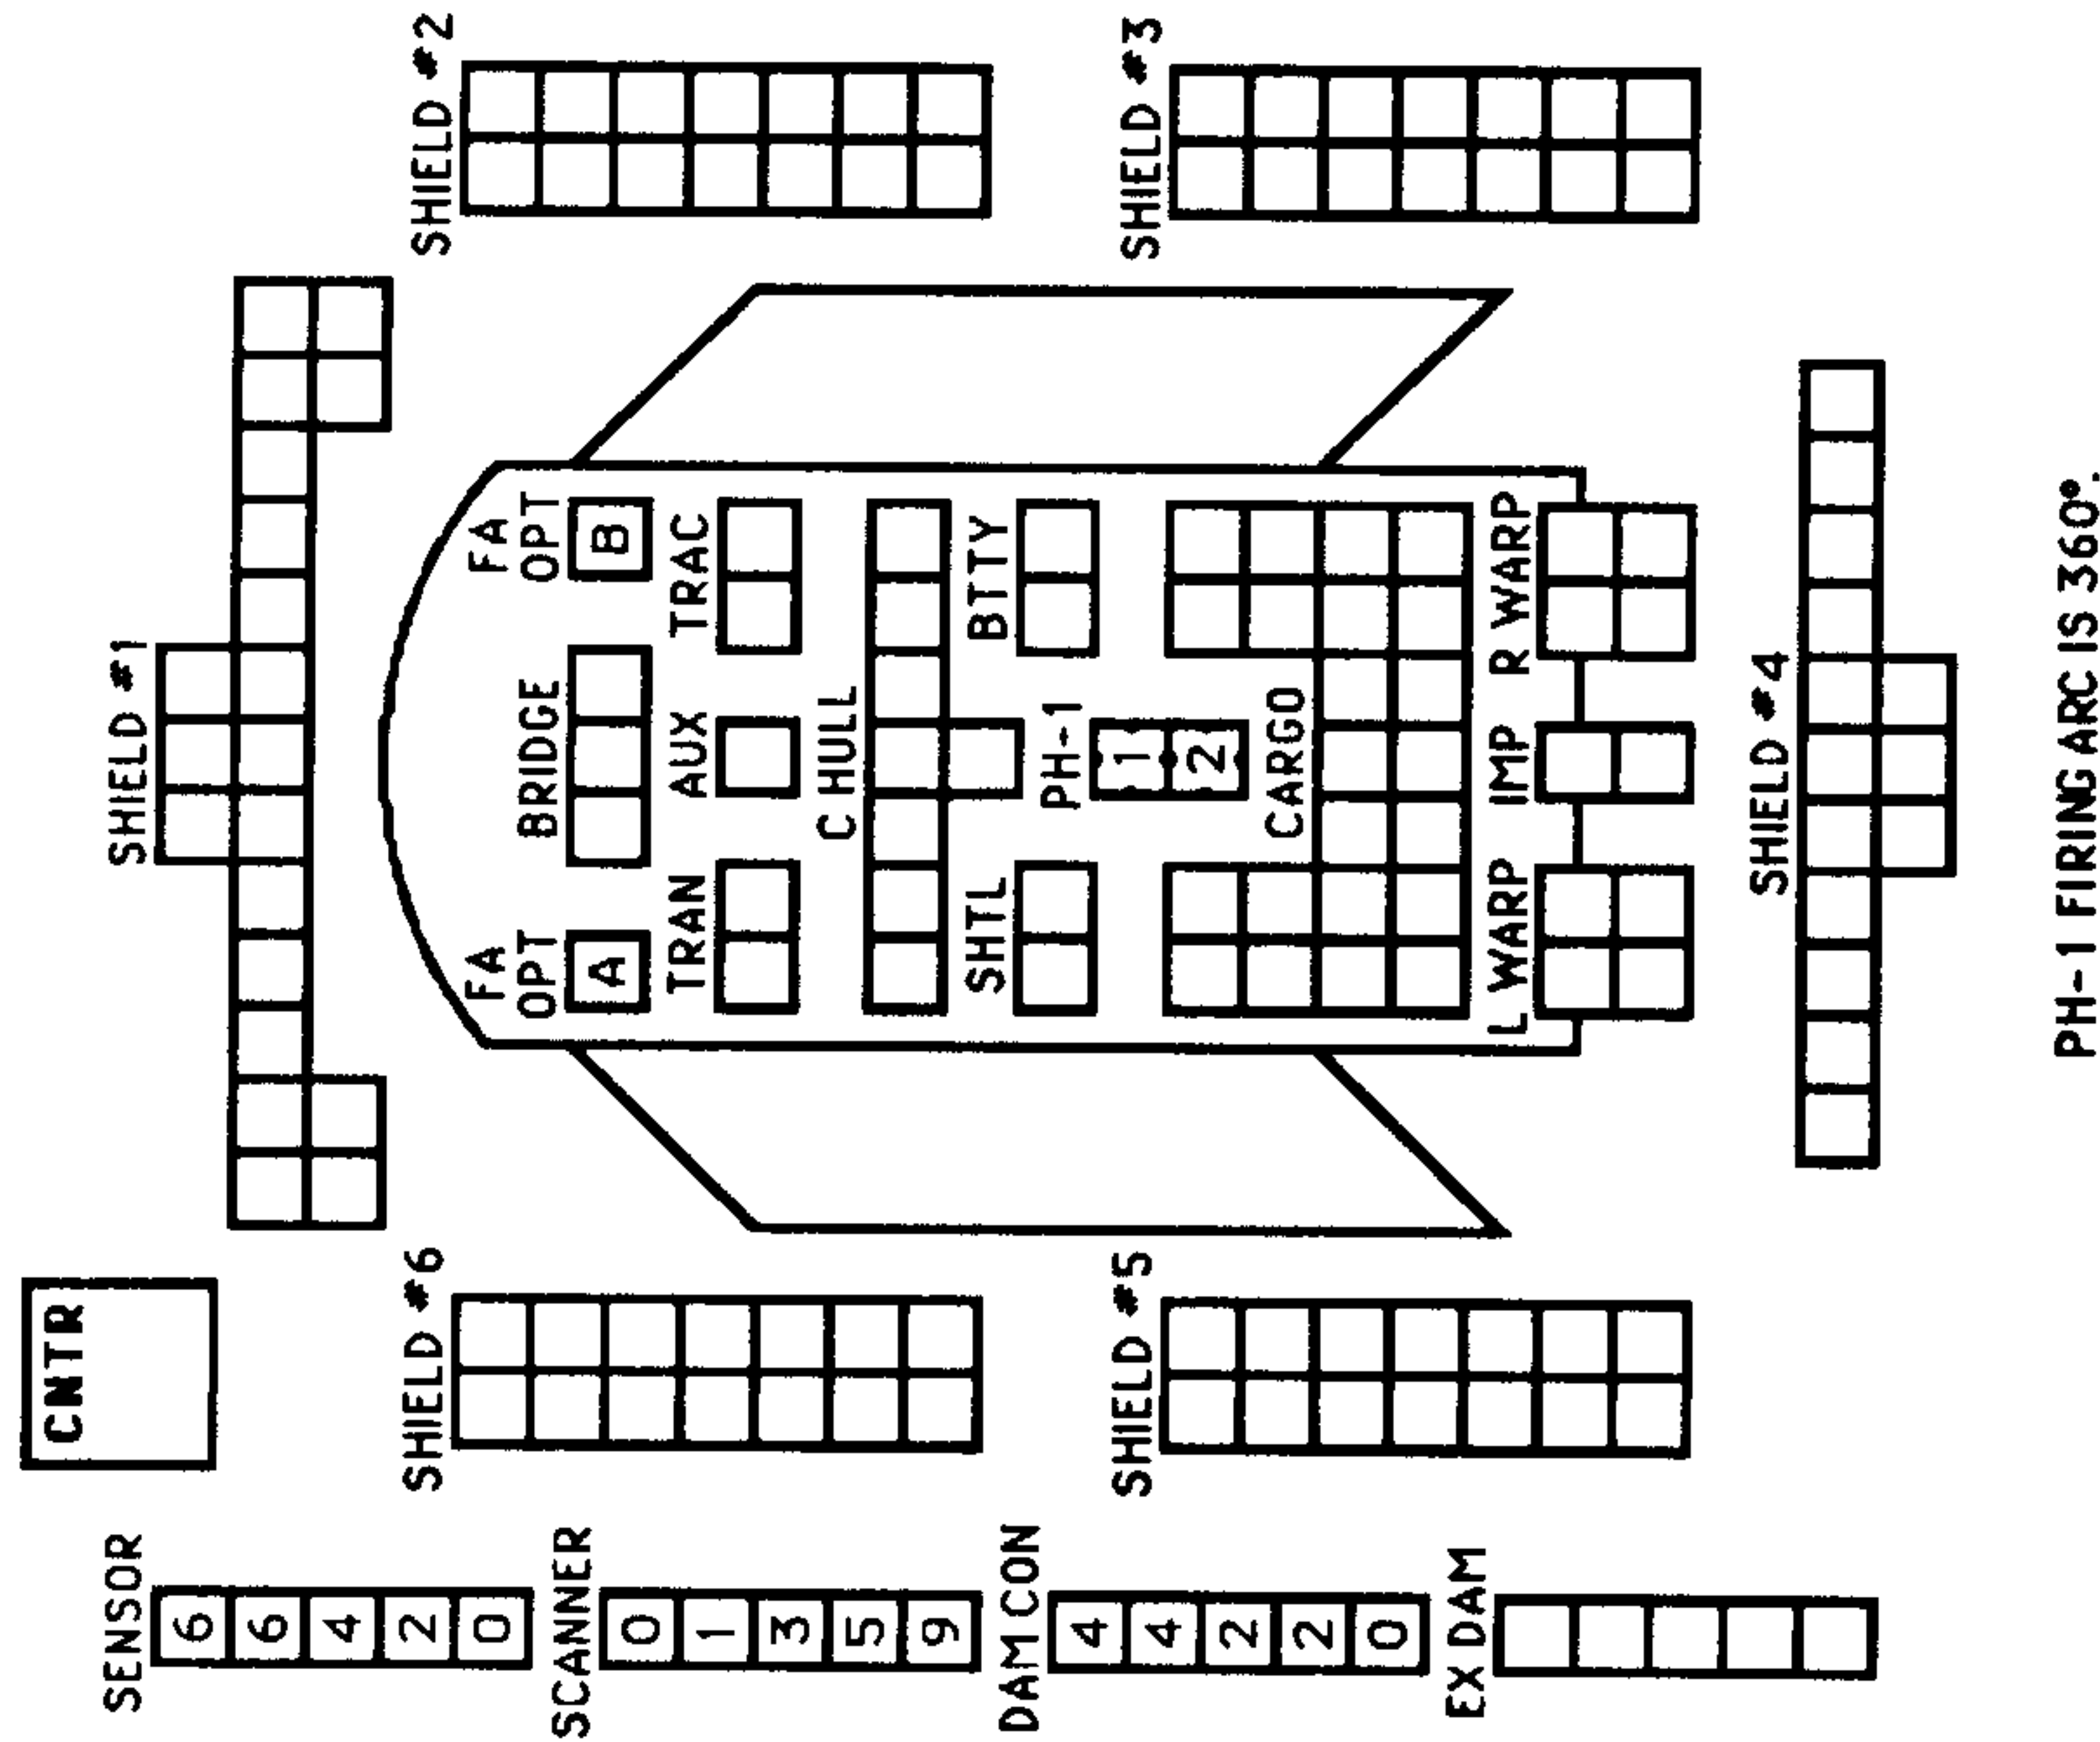 CNTR
SHIELD #1
SENSOR
6
6
4
2
0
SHIELD #6
SHIELD #2
FA
OPT
A
BRIDGE
FA
OPT
B
SCANNER
0
1
3
5
9
TRAN
AUX
TRAC
C HULL
SHTL
BTTY
PH-1
1
2
DAM CON
4
4
2
2
0
SHIELD #5
SHIELD #3
CARGO
L WARP
IMP
R WARP
EX DAM
SHIELD #4
PH-1 FIRING ARC IS 360°.